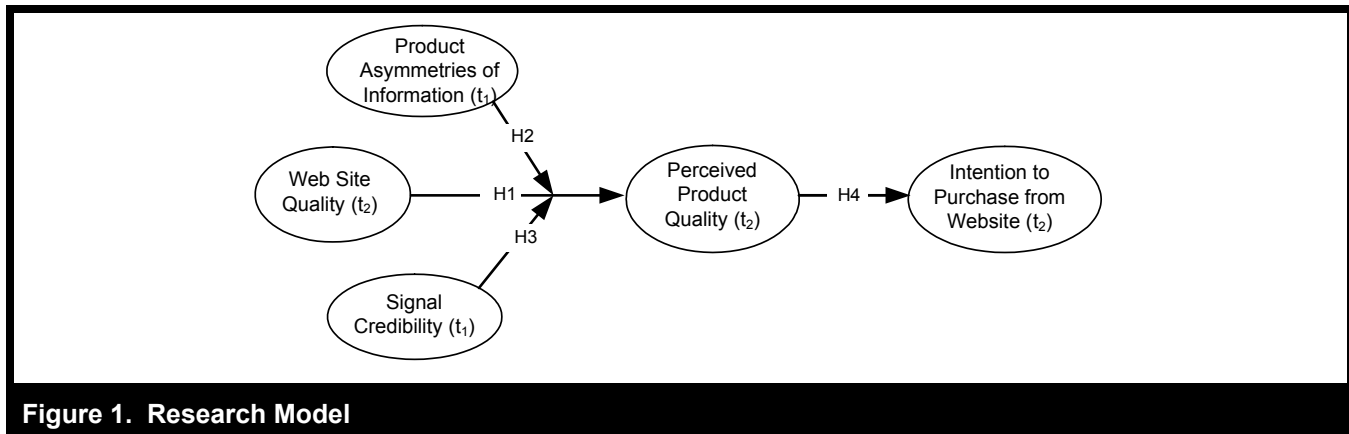 Product
Asymmetries of
Information (t₁)
H2
Web Site
Quality (t₂)
H1
Perceived
Product
Quality (t₂)
H4
Intention to
Purchase from
Website (t₂)
H3
Signal
Credibility (t₁)
Figure 1. Research Model